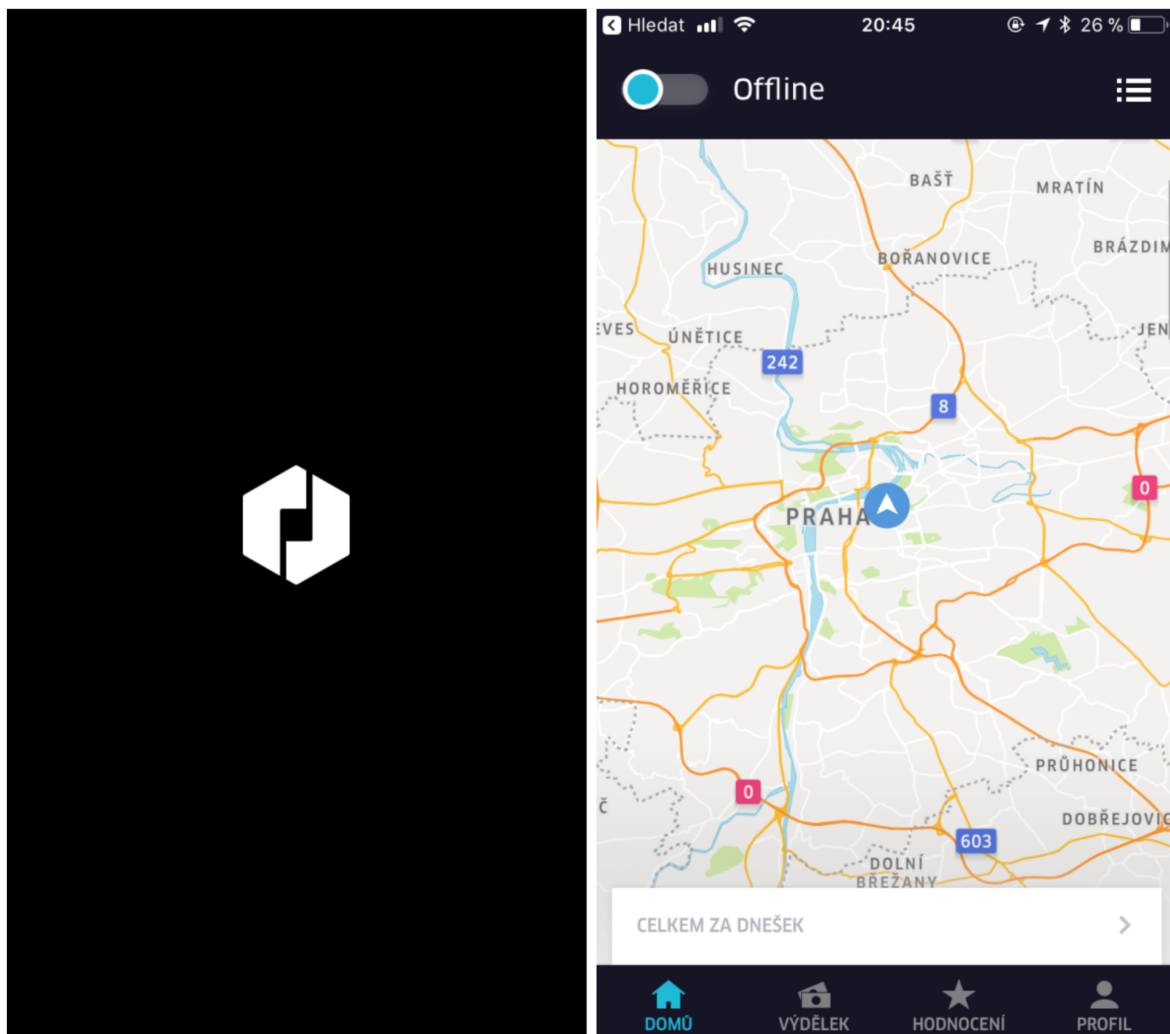 Hledat
20:45
26 %
Offline
BAŠŤ
MRATÍN
BRÁZDIM
BOŘANOVICE
HUSINEC
EVES
ÚNĚTICE
JEN
242
HOROMĚŘICE
8
0
PRAHA
PRŮHONICE
0
Č
DOBŘEJOVIC
603
DOLNÍ
BŘEŽANY
CELKEM ZA DNEŠEK
DOMŮ
VÝDĚLEK
HODNOCENÍ
PROFIL